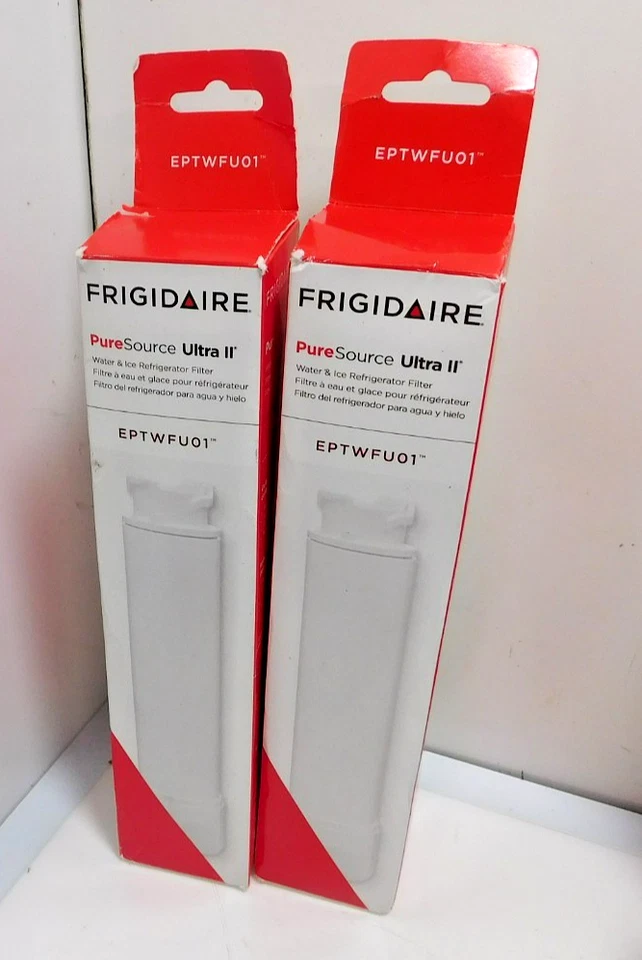 EPTWFU01™
FRIGIDAIRE
PureSource Ultra II®
Water & Ice Refrigerator Filter
Filtre à eau et glace pour réfrigérateur
Filtro del refrigerador para agua y hielo
EPTWFU01™
EPTWFU01™
FRIGIDAIRE
PureSource Ultra II®
Water & Ice Refrigerator Filter
Filtre à eau et glace pour réfrigérateur
Filtro del refrigerador para agua y hielo
EPTWFU01™